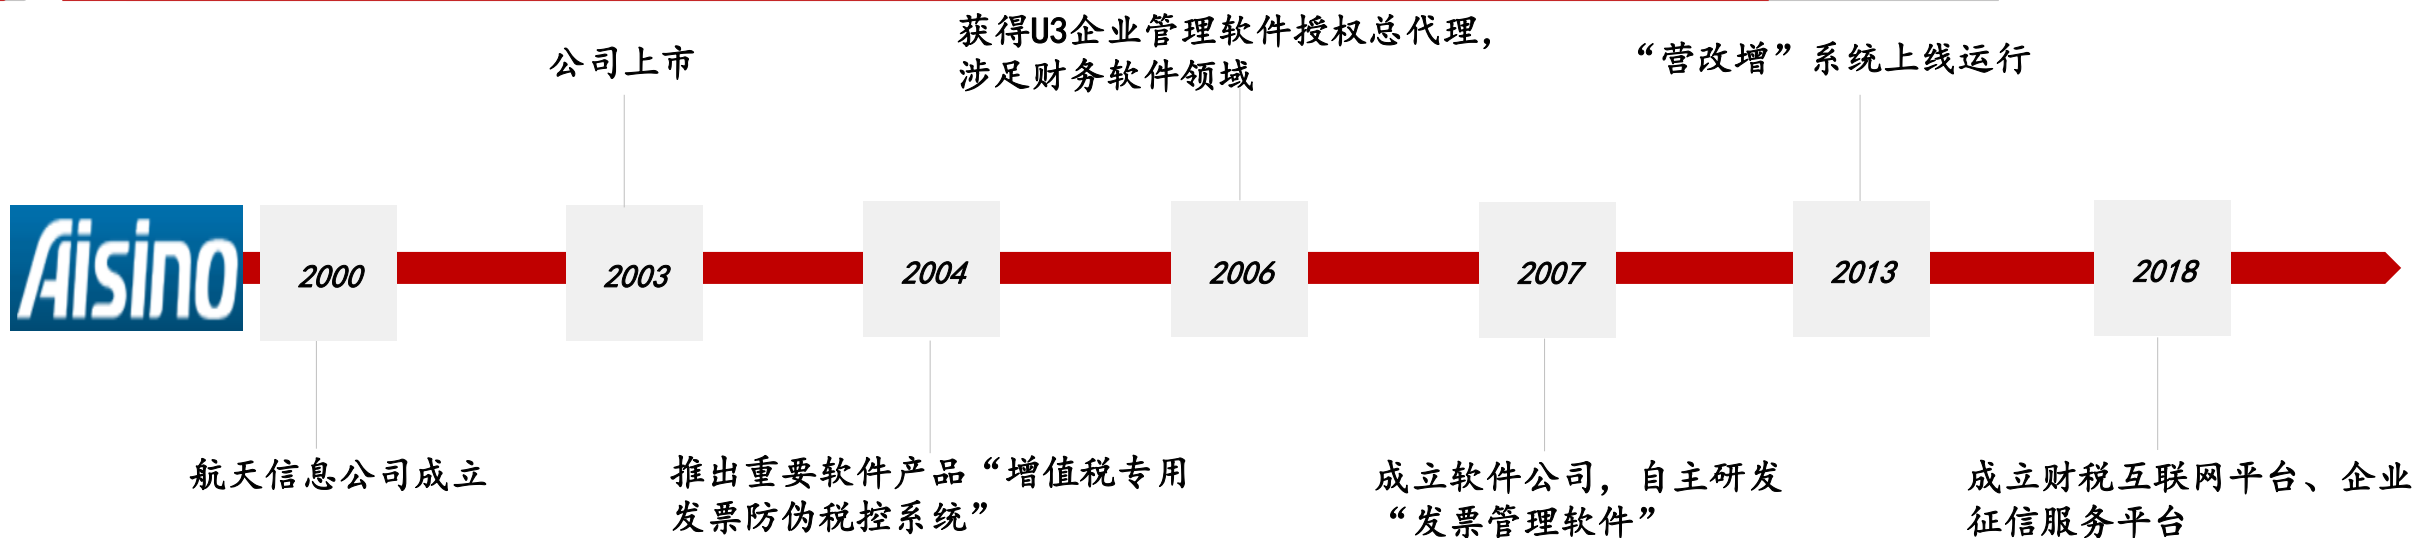 获得U3企业管理软件授权总代理，
涉足财务软件领域
公司上市
“营改增”系统上线运行
Aisino
2000
2003
2004
2006
2007
2013
2018
航天信息公司成立
推出重要软件产品“增值税专用
发票防伪税控系统”
成立软件公司，自主研发
“发票管理软件”
成立财税互联网平台、企业
征信服务平台